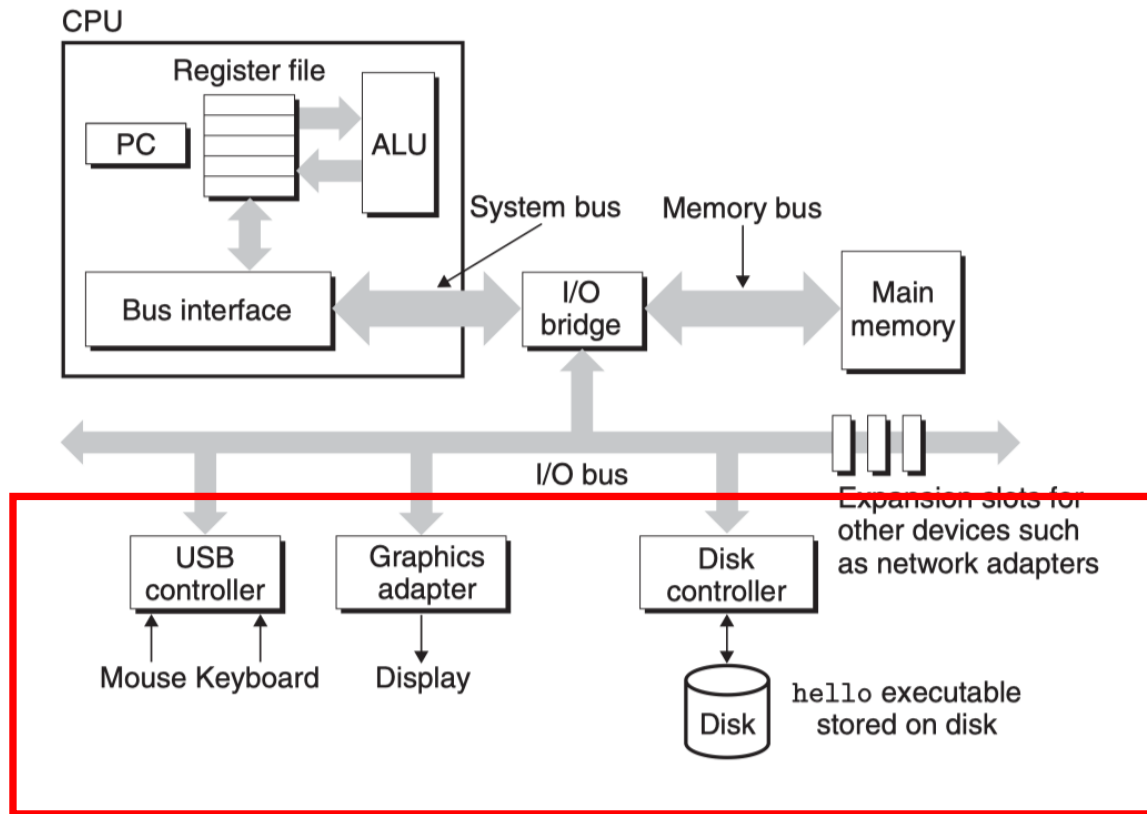 CPU
Register file
PC
ALU
System bus
Memory bus
Bus interface
I/O
bridge
Main
memory
I/O bus
Expansion slots for
other devices such
as network adapters
USB
controller
Graphics
adapter
Disk
controller
Mouse Keyboard
Display
Disk
hello executable
stored on disk